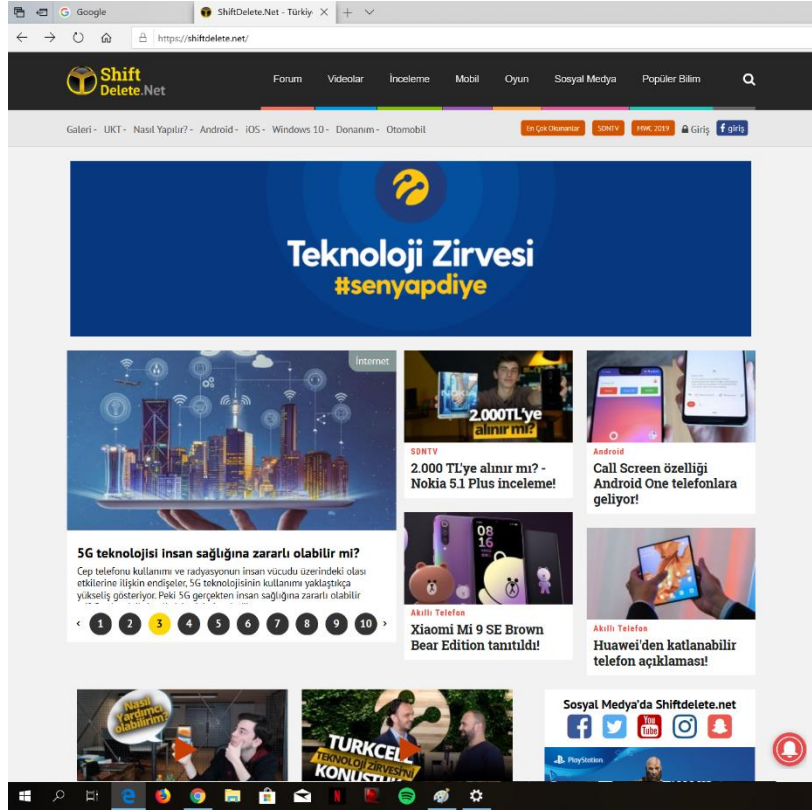 Google
ShiftDelete.Net - Türkiy
https://shiftdelete.net/
Shift
Delete.Net
Forum
Videolar
İnceleme
Mobil
Oyun
Sosyal Medya
Popüler Bilim
Galeri - UKT - Nasıl Yapılır? - Android - iOS - Windows 10 - Donanım - Otomobil
En Çok Okunanlar
SDNTV
MWC 2019
Giriş
f giriş
Teknoloji Zirvesi
#senyapdiye
İnternet
5G teknolojisi insan sağlığına zararlı olabilir mi?
Cep telefonu kullanımı ve radyasyonun insan vücudu üzerindeki olası
etkilerine ilişkin endişeler, 5G teknolojisinin kullanımı yaklaştıkça
yükseliş gösteriyor. Peki 5G gerçekten insan sağlığına zararlı olabilir
1 2 3 4 5 6 7 8 9 10
NOKIA
2.000TL'ye
alınır mı?
SDNTV
2.000 TL'ye alınır mı? -
Nokia 5.1 Plus inceleme!
Android
Call Screen özelliği
Android One telefonlara
geliyor!
08
16
Akıllı Telefon
Xiaomi Mi 9 SE Brown
Bear Edition tanıtıldı!
Akıllı Telefon
Huawei'den katlanabilir
telefon açıklaması!
Nasıl
Yardımcı
olabilirim?
TURKCELL
TEKNOLOJİ ZİRVESİ'Nİ
KONUŞTUK
Sosyal Medya'da Shiftdelete.net
You
Tube
PlayStation